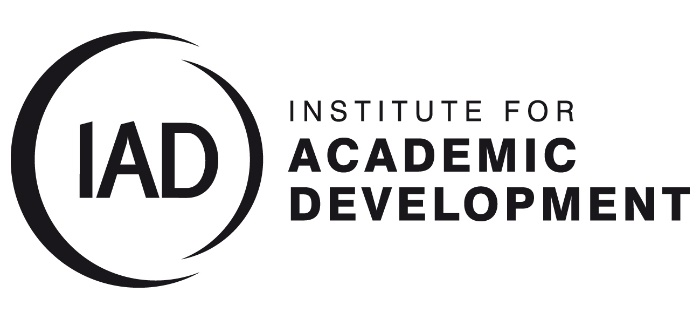 IAD
INSTITUTE FOR
ACADEMIC
DEVELOPMENT